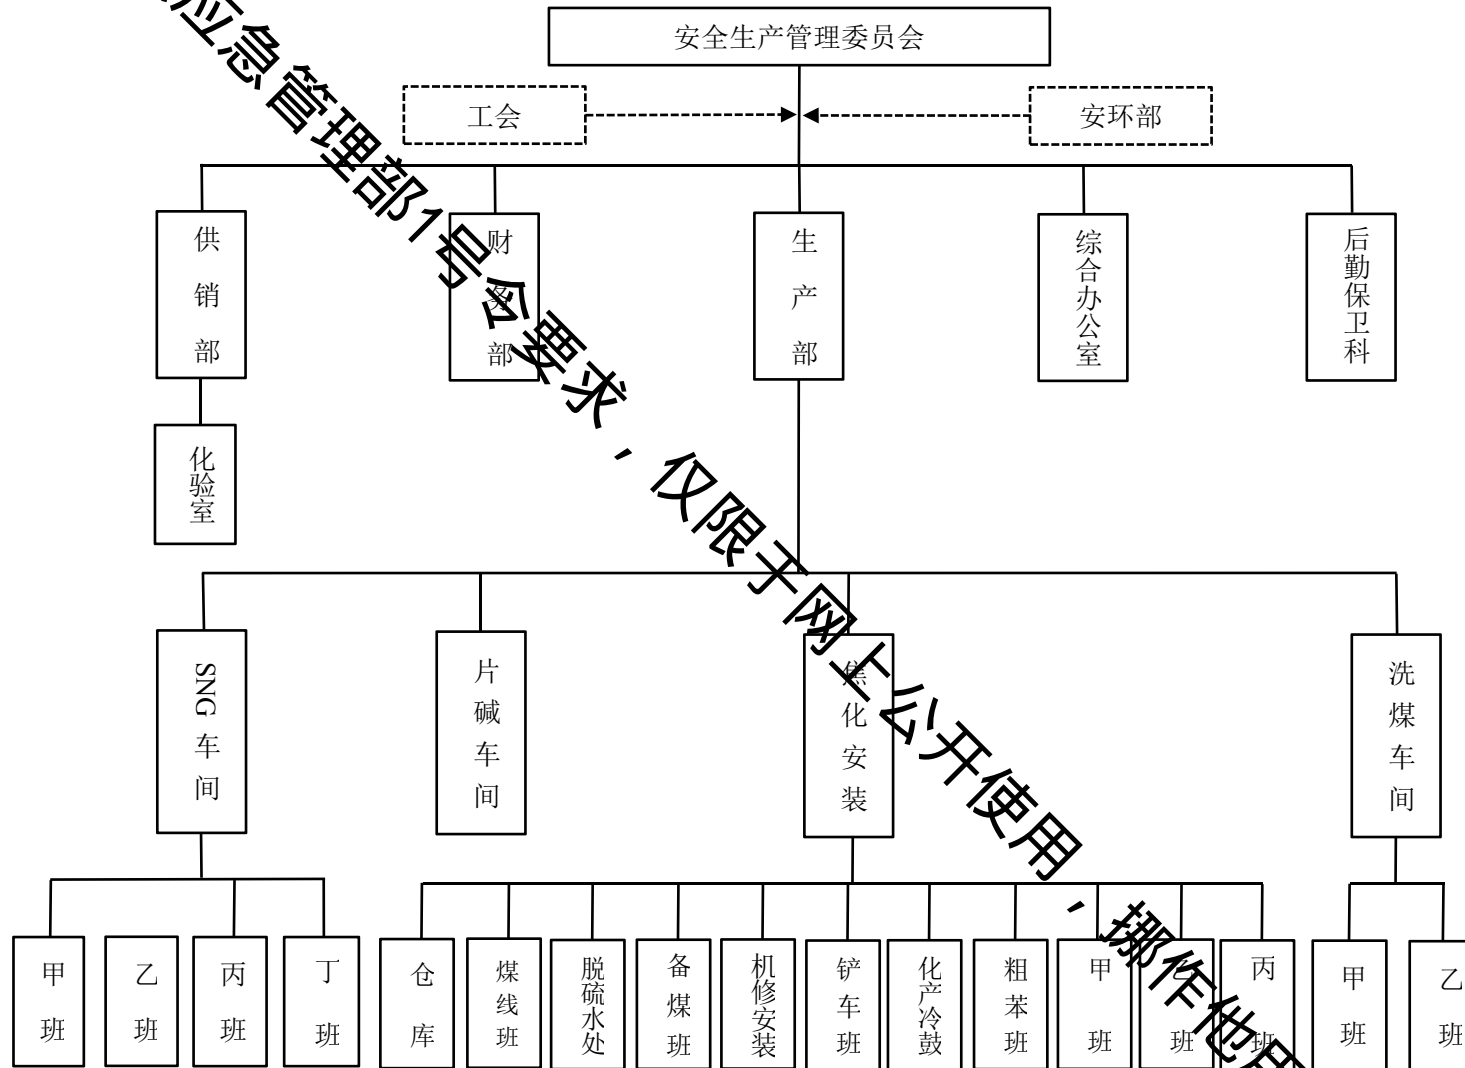 安全生产管理委员会
工会
安环部
供销部
财务部
生产部
综合办公室
后勤保卫科
化验室
SNG车间
片碱车间
焦化安装
洗煤车间
甲班
乙班
丙班
丁班
仓库
煤线班
脱硫水处
备煤班
机修安装
铲车班
化产冷鼓
粗苯班
甲班
乙班
丙班
甲班
乙班
应急管理部1号令要求，仅限于网上公开使用，挪作他用